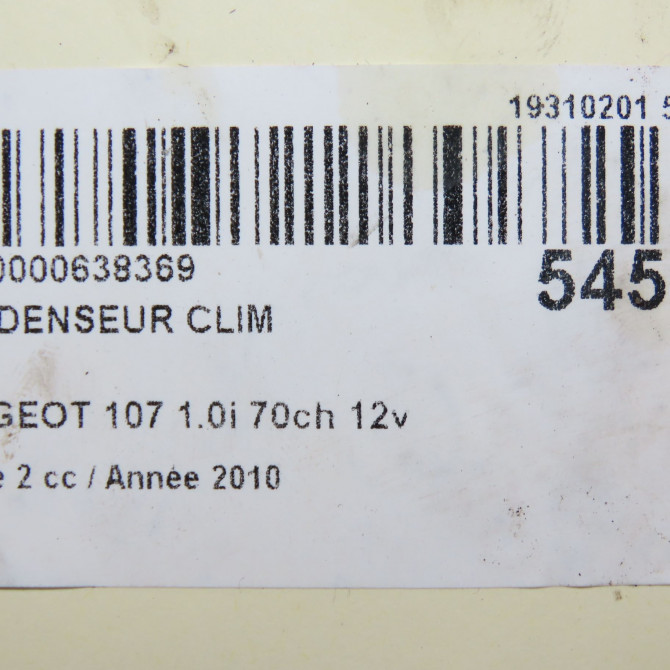 19310201 5
0000638369
545
DENSEUR CLIM
GEOT 107 1.0i 70ch 12v
e 2 cc / Année 2010